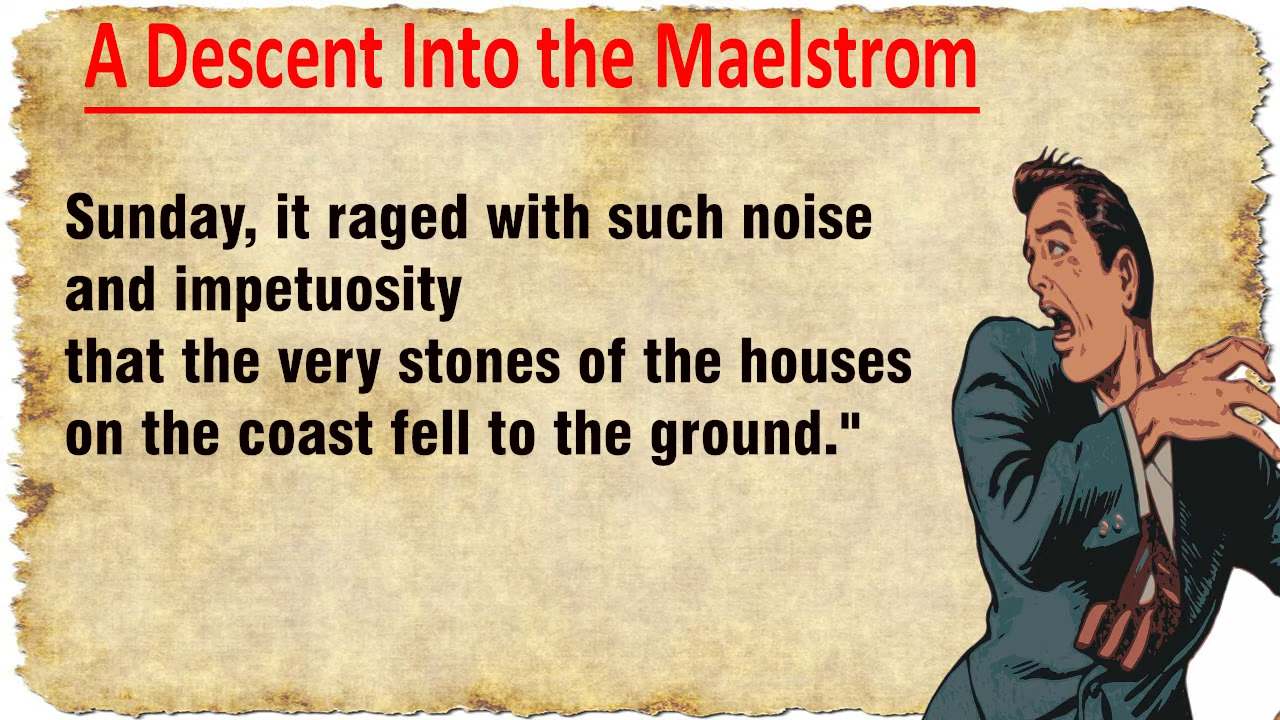 A Descent Into the Maelstrom
Sunday, it raged with such noise
and impetuosity
that the very stones of the houses
on the coast fell to the ground."